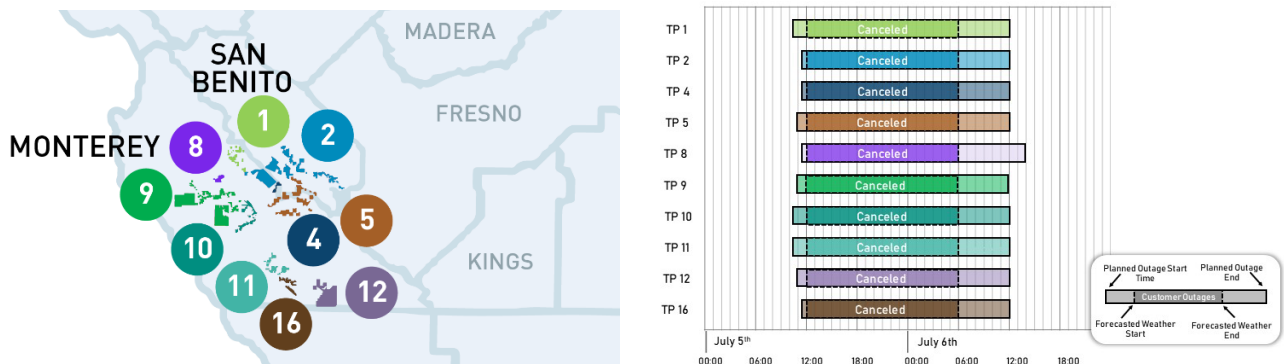 MADERA
SAN
BENITO
FRESNO
1
2
MONTEREY
8
9
5
4
10
KINGS
11
12
16
TP 1
Canceled
TP 2
Canceled
TP 4
Canceled
TP 5
Canceled
TP 8
Canceled
TP 9
Canceled
TP 10
Canceled
TP 11
Canceled
TP 12
Canceled
TP 16
Canceled
July 5th
July 6th
00:00 06:00 12:00 18:00 00:00 06:00 12:00 18:00
Planned Outage Start
Time
Planned Outage
End
Customer Outages
Forecasted Weather
Start
Forecasted Weather
End